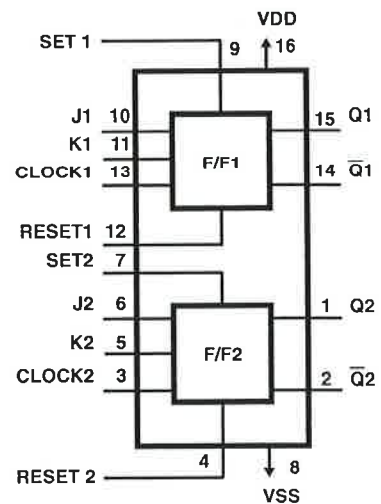 VDD
SET 1
9
16
J1 10
K1 11
CLOCK1 13
F/F1
15 Q1
14 Q̅1
RESET1 12
SET2 7
J2 6
K2 5
CLOCK2 3
F/F2
1 Q2
2 Q̅2
RESET 2
4
8
VSS